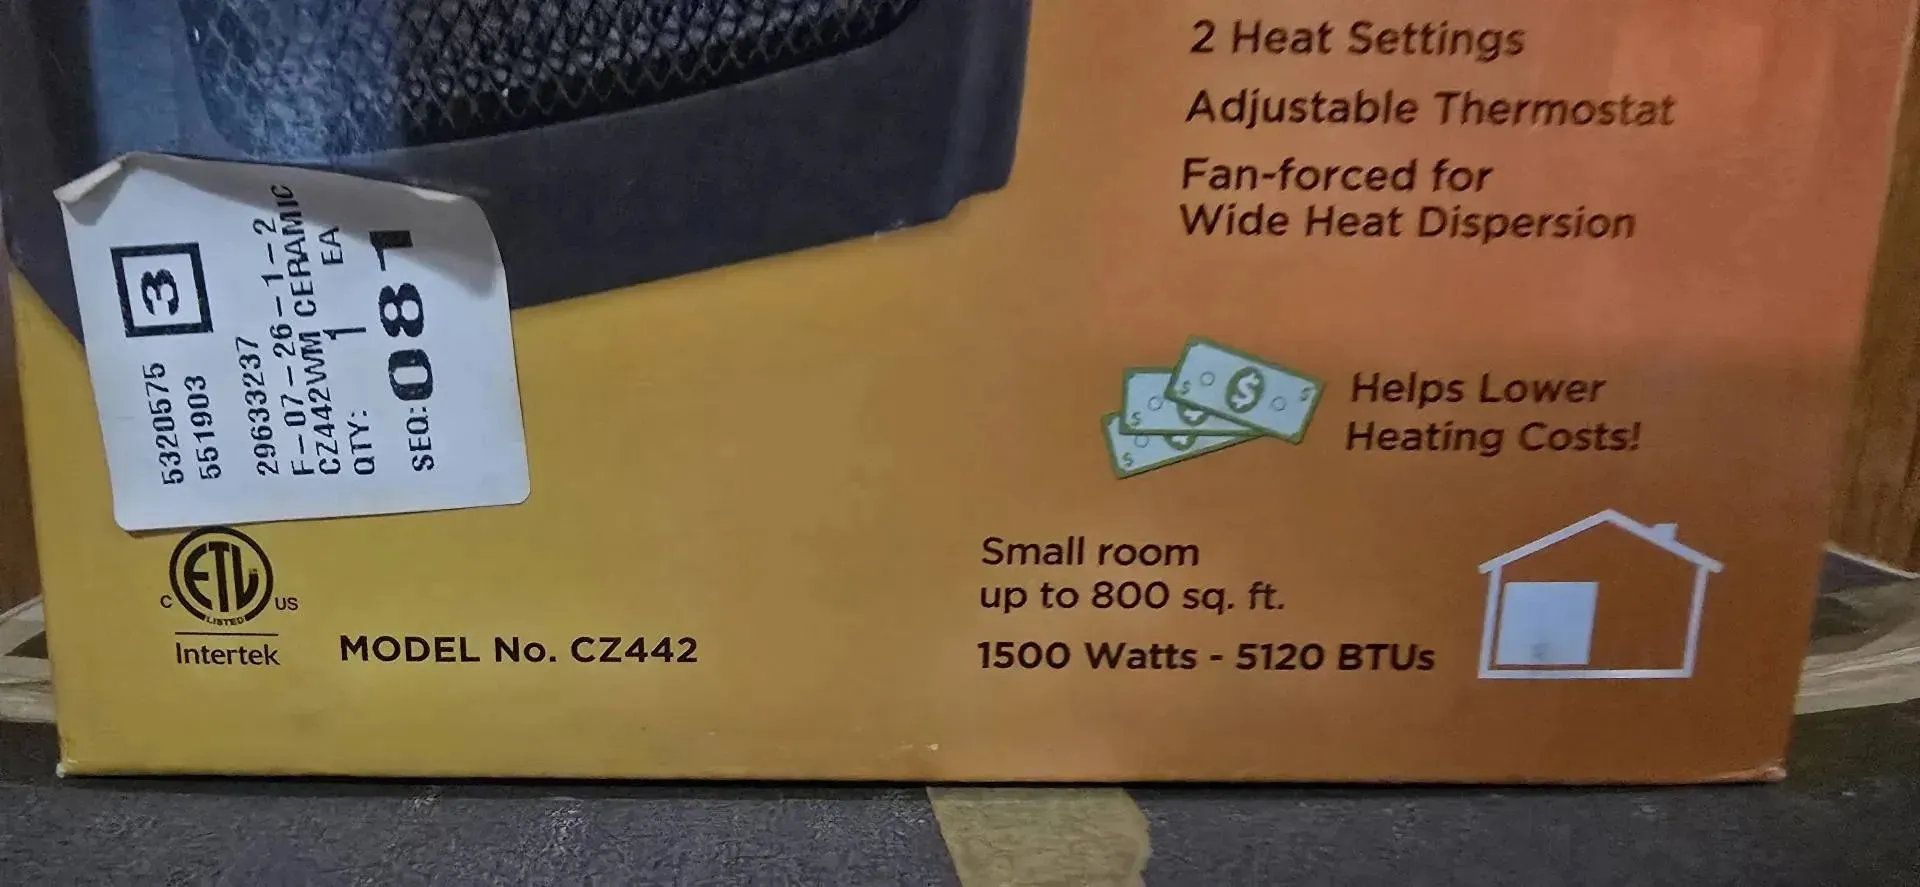 2 Heat Settings
Adjustable Thermostat
Fan-forced for
Wide Heat Dispersion
Helps Lower
Heating Costs!
Small room
up to 800 sq. ft.
1500 Watts - 5120 BTUs
5320575 3
551903
29633237
F-07-26-1-2
CZ442WM CERAMIC
QTY: 1 EA
SEQ:081
C ETL US
LISTED
Intertek
MODEL No. CZ442